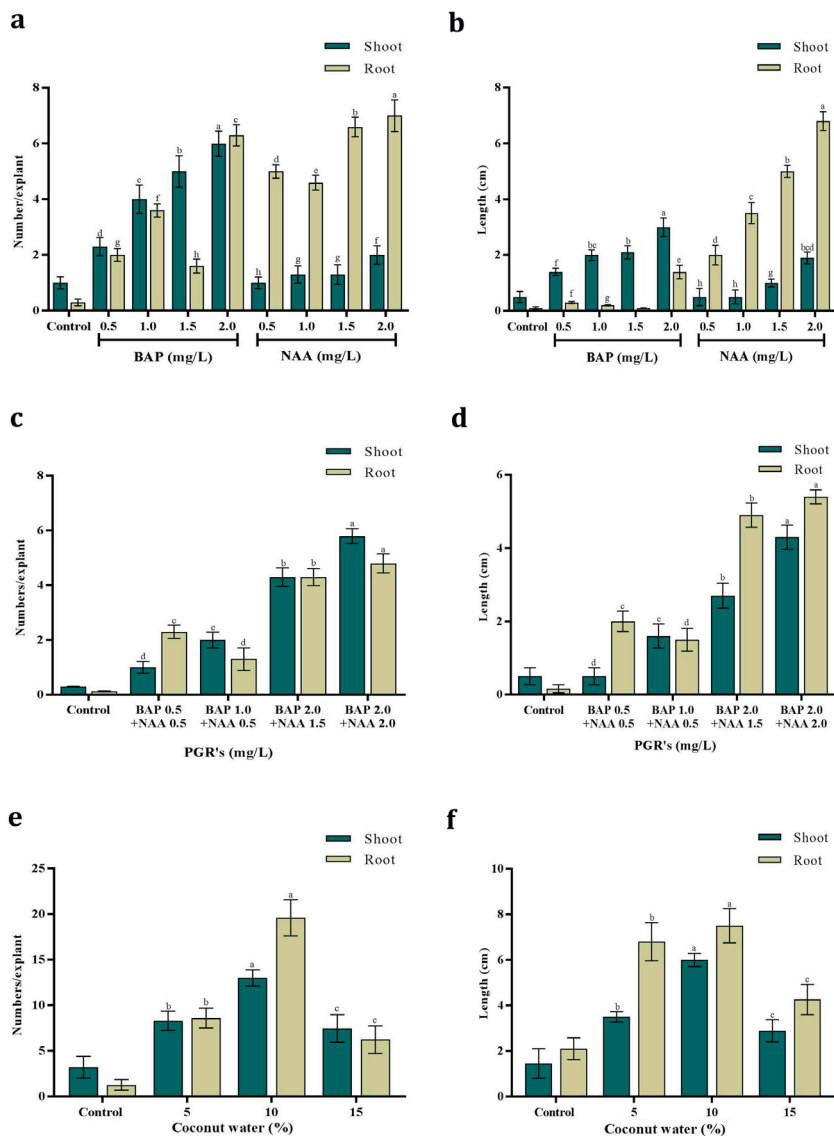 a
Shoot
Root
Number/explant
8
6
4
2
0
d
g
c
f
b
h
a
c
h
d
g
e
g
b
f
a
Control
0.5
1.0
1.5
2.0
0.5
1.0
1.5
2.0
BAP (mg/L)
NAA (mg/L)
b
Shoot
Root
Length (cm)
8
6
4
2
0
f
f
bc
g
b
a
e
g
d
g
c
g
b
bcd
a
Control
0.5
1.0
1.5
2.0
0.5
1.0
1.5
2.0
BAP (mg/L)
NAA (mg/L)
c
Shoot
Root
Numbers/explant
8
6
4
2
0
d
c
c
d
b
b
a
a
Control
BAP 0.5
+NAA 0.5
BAP 1.0
+NAA 0.5
BAP 2.0
+NAA 1.5
BAP 2.0
+NAA 2.0
PGR's (mg/L)
d
Shoot
Root
Length (cm)
6
4
2
0
d
c
c
d
b
b
a
a
Control
BAP 0.5
+NAA 0.5
BAP 1.0
+NAA 0.5
BAP 2.0
+NAA 1.5
BAP 2.0
+NAA 2.0
PGR's (mg/L)
e
Shoot
Root
Numbers/explant
25
20
15
10
5
0
b
b
a
a
c
c
Control
5
10
15
Coconut water (%)
f
Shoot
Root
Length (cm)
10
8
6
4
2
0
b
b
a
a
c
c
Control
5
10
15
Coconut water (%)